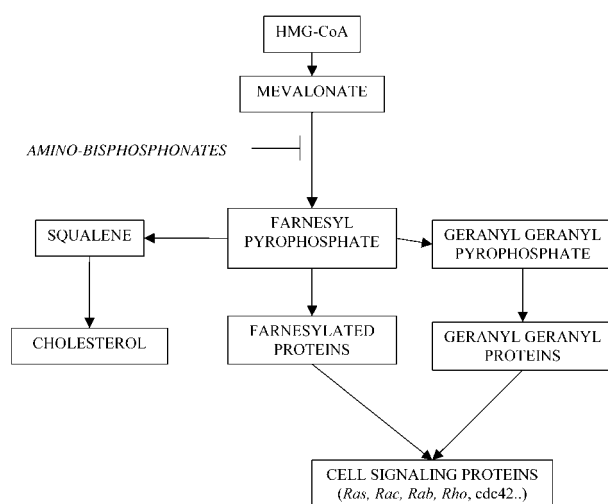 HMG-CoA
MEVALONATE
AMINO-BISPHOSPHONATES
FARNESYL
PYROPHOSPHATE
SQUALENE
GERANYL GERANYL
PYROPHOSPHATE
CHOLESTEROL
FARNESYLATED
PROTEINS
GERANYL GERANYL
PROTEINS
CELL SIGNALING PROTEINS
(Ras, Rac, Rab, Rho, cdc42..)